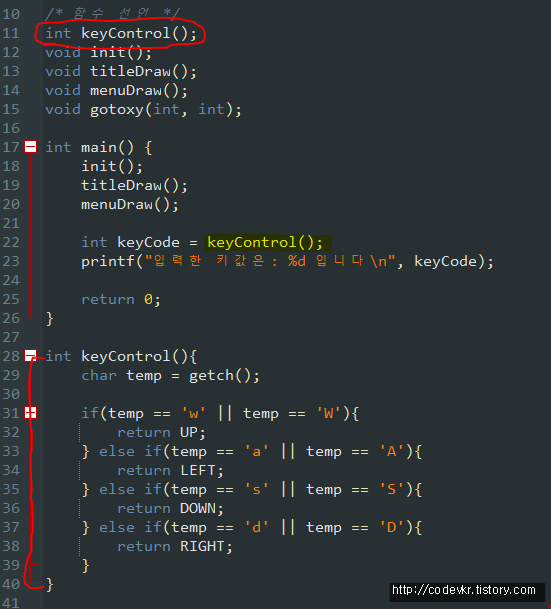 10 /* 함수 선언 */
11 int keyControl();
12 void init();
13 void titleDraw();
14 void menuDraw();
15 void gotoxy(int, int);
16
17 int main() {
18 init();
19 titleDraw();
20 menuDraw();
21
22 int keyCode = keyControl();
23 printf("입력한 키값은: %d 입니다\n", keyCode);
24
25 return 0;
26 }
27
28 int keyControl(){
29 char temp = getch();
30
31 if(temp == 'w' || temp == 'W'){
32 return UP;
33 } else if(temp == 'a' || temp == 'A'){
34 return LEFT;
35 } else if(temp == 's' || temp == 'S'){
36 return DOWN;
37 } else if(temp == 'd' || temp == 'D'){
38 return RIGHT;
39 }
40 }
41
http://codevkr.tistory.com